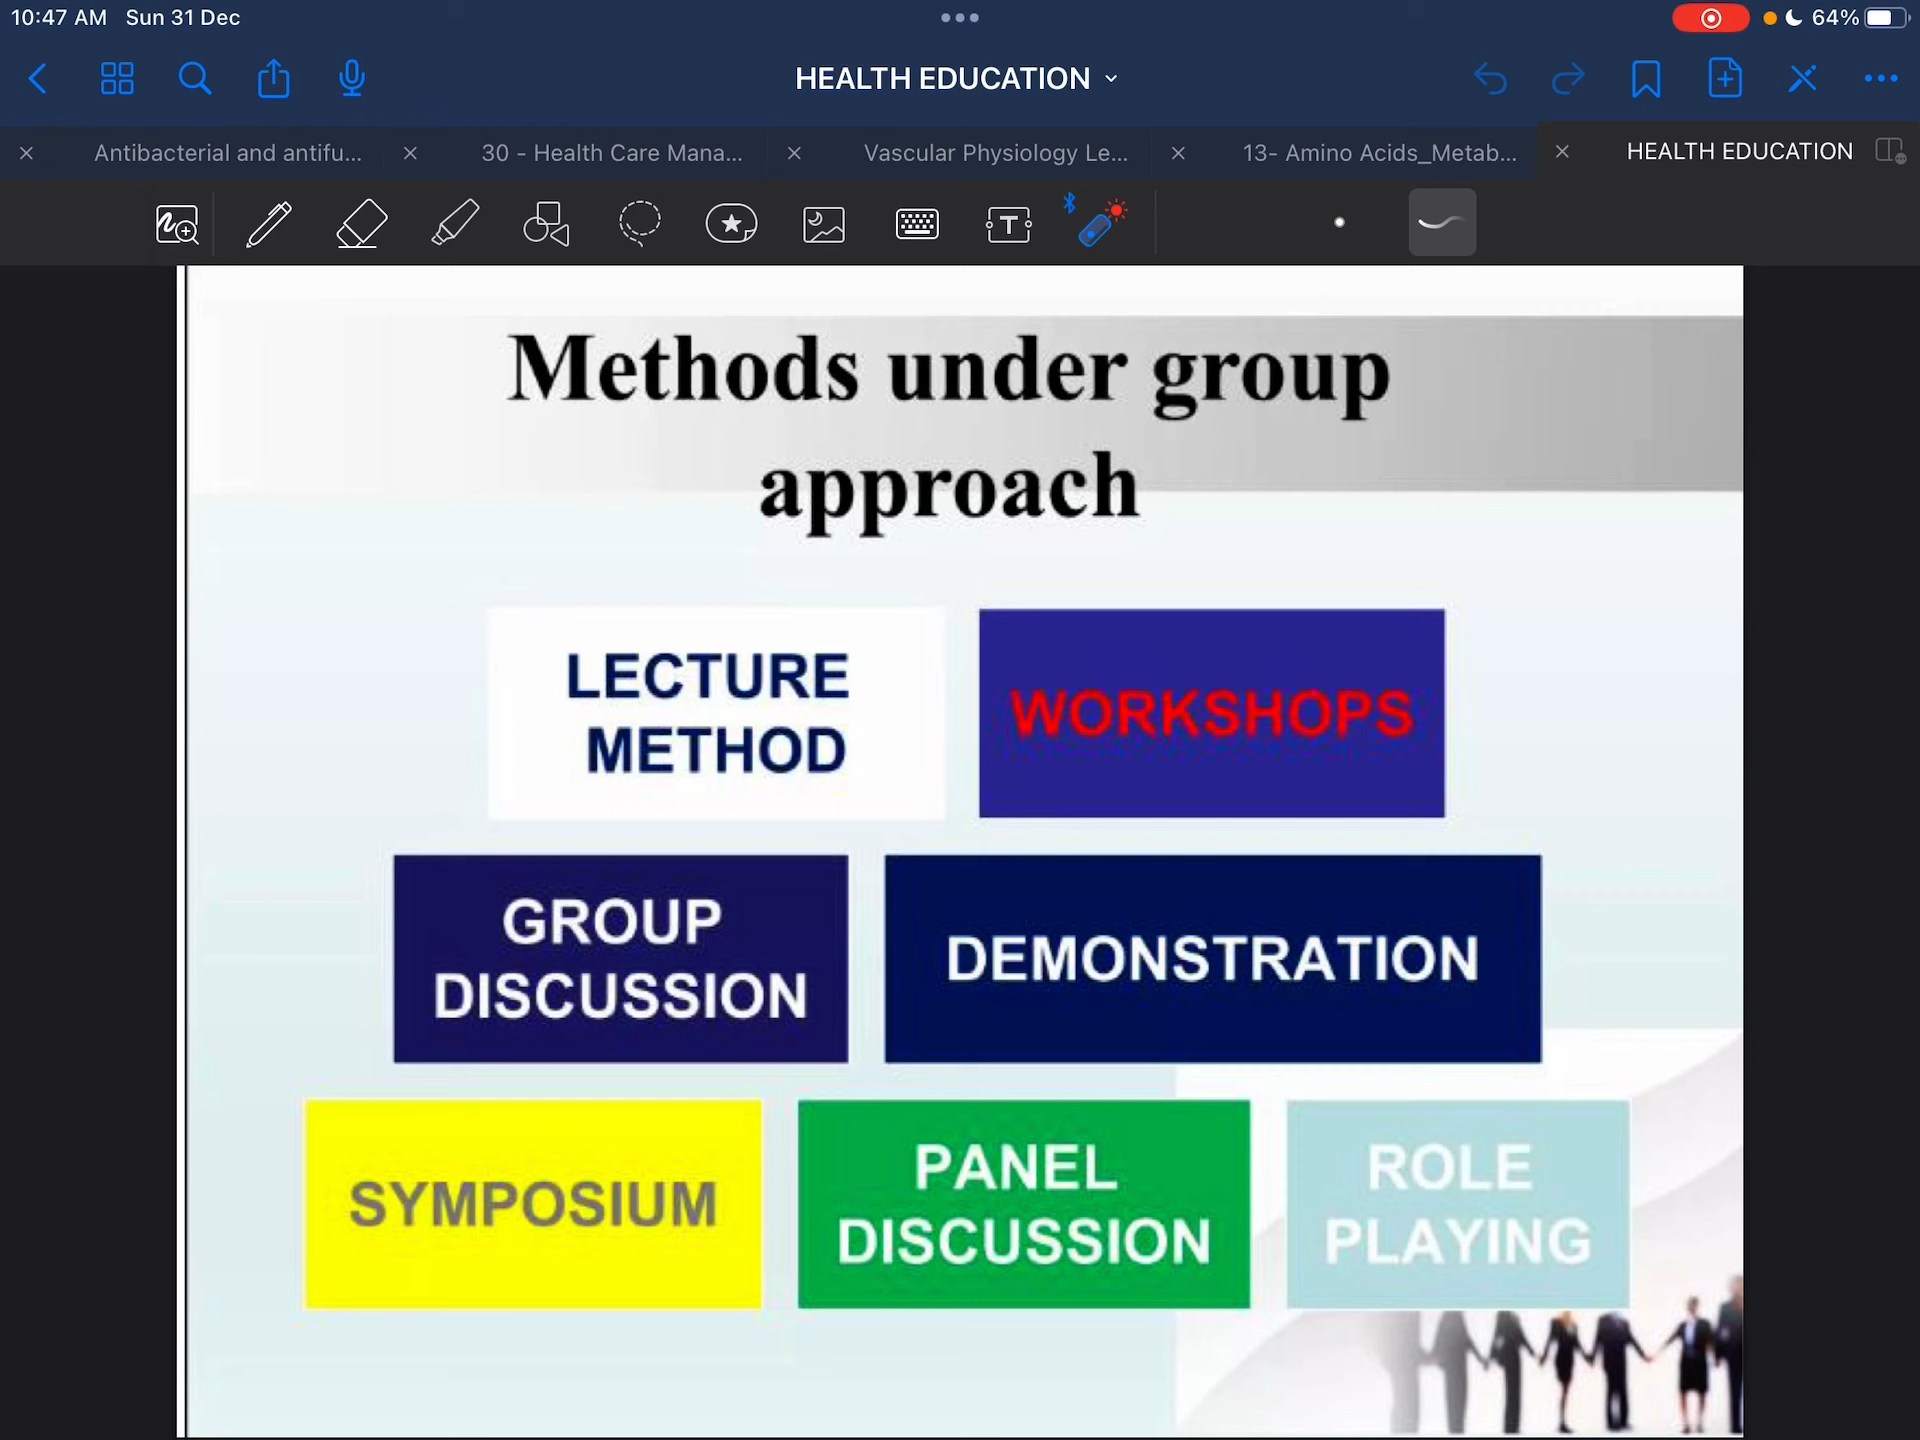 10:47 AM Sun 31 Dec
64%
HEALTH EDUCATION
Antibacterial and antifu...
30 - Health Care Mana...
Vascular Physiology Le...
13- Amino Acids_Metab...
HEALTH EDUCATION
T
Methods under group
approach
LECTURE
METHOD
WORKSHOPS
GROUP
DISCUSSION
DEMONSTRATION
SYMPOSIUM
PANEL
DISCUSSION
ROLE
PLAYING